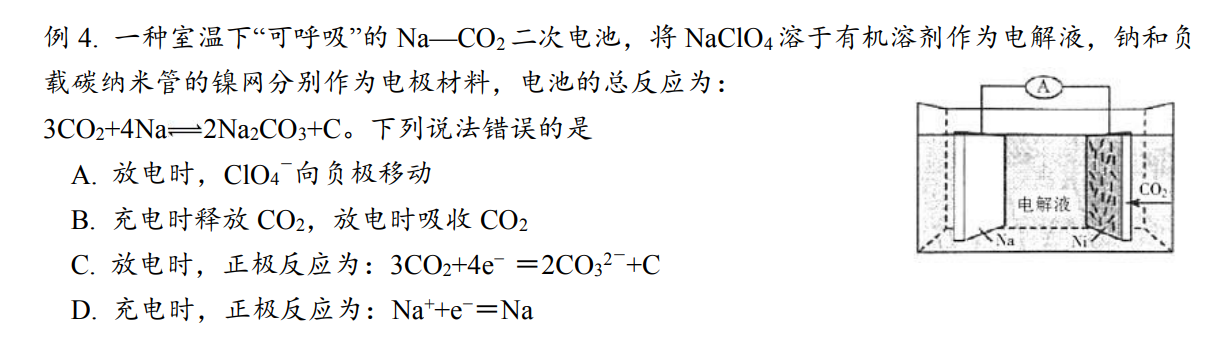 例 4. 一种室温下“可呼吸”的 Na—CO₂ 二次电池，将 NaClO₄ 溶于有机溶剂作为电解液，钠和负
载碳纳米管的镍网分别作为电极材料，电池的总反应为：
3CO₂+4Na⇌2Na₂CO₃+C。下列说法错误的是
A. 放电时，ClO₄⁻向负极移动
B. 充电时释放 CO₂，放电时吸收 CO₂
C. 放电时，正极反应为：3CO₂+4e⁻ ＝2CO₃²⁻+C
D. 充电时，正极反应为：Na⁺+e⁻＝Na
A
CO₂
电解液
Na
Ni